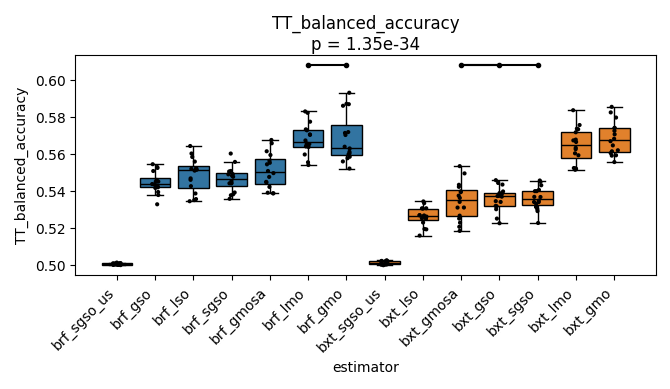 TT_balanced_accuracy
p = 1.35e-34
TT_balanced_accuracy
0.60
0.58
0.56
0.54
0.52
0.50
brf_sgso_us
brf_gso
brf_lso
brf_sgso
brf_gmosa
brf_lmo
brf_gmo
bxt_sgso_us
bxt_lso
bxt_gmosa
bxt_gso
bxt_sgso
bxt_lmo
bxt_gmo
estimator